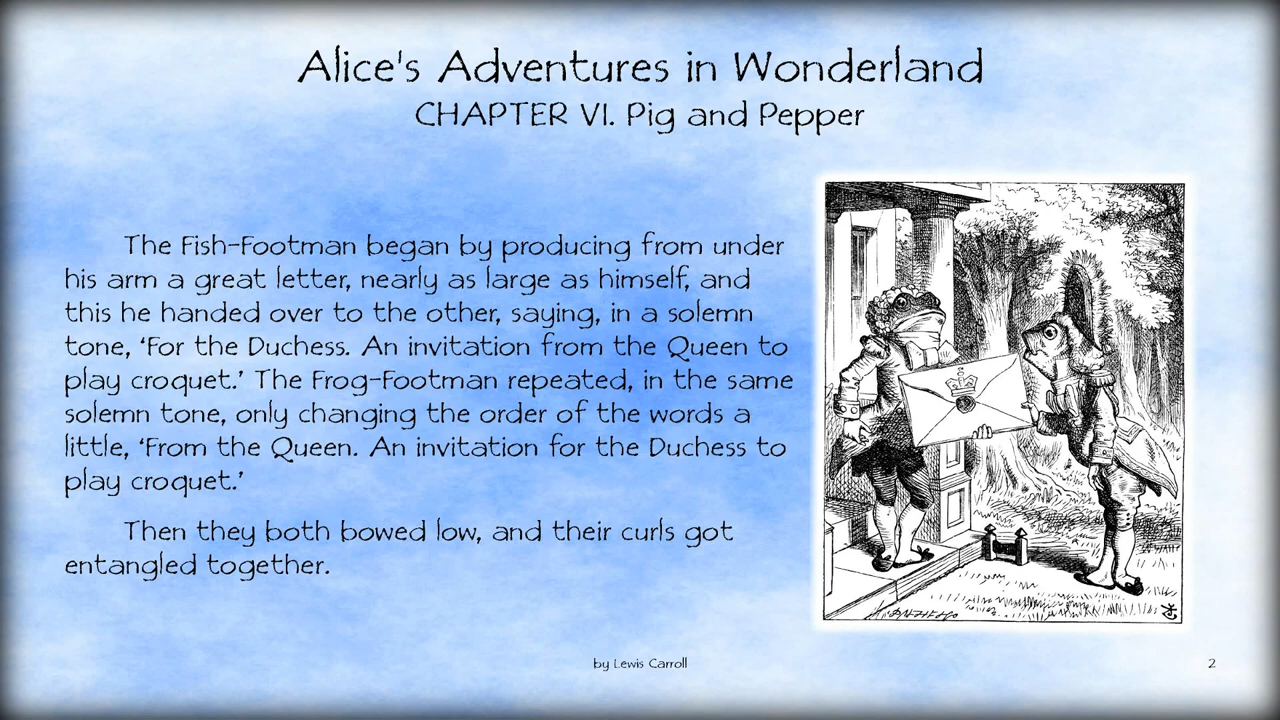 Alice's Adventures in Wonderland
CHAPTER VI. Pig and Pepper
The Fish-Footman began by producing from under
his arm a great letter, nearly as large as himself, and
this he handed over to the other, saying, in a solemn
tone, ‘For the Duchess. An invitation from the Queen to
play croquet.’ The Frog-Footman repeated, in the same
solemn tone, only changing the order of the words a
little, ‘From the Queen. An invitation for the Duchess to
play croquet.’
Then they both bowed low, and their curls got
entangled together.
by Lewis Carroll
2